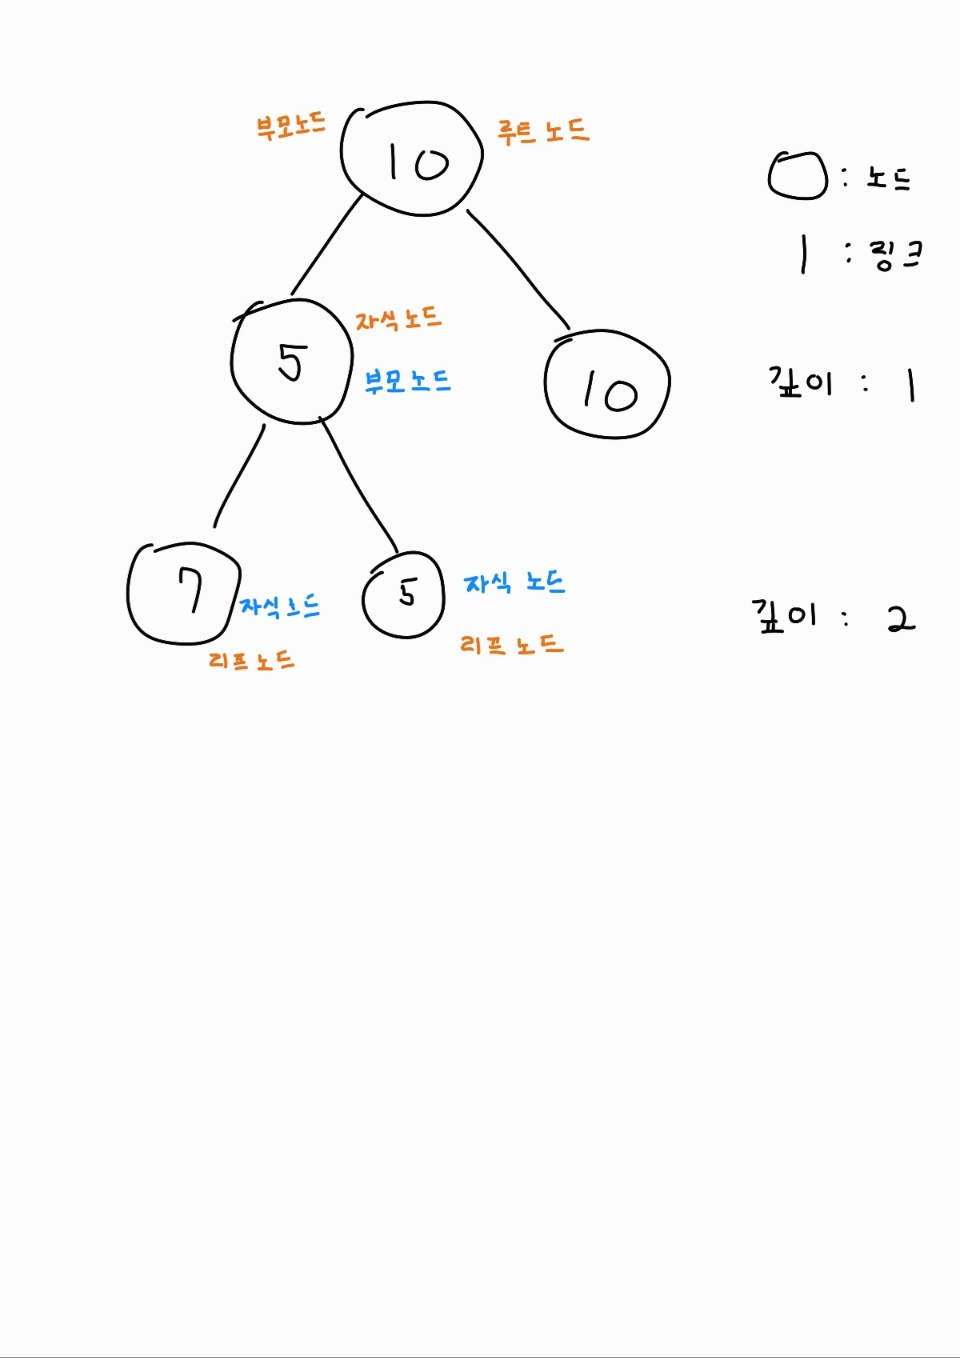 부모노드
루트 노드
10
: 노드
| : 링크
자식노드
5
부모노드
10
깊이 : 1
7
자식노드
리프노드
5
자식 노드
리프 노드
깊이 : 2